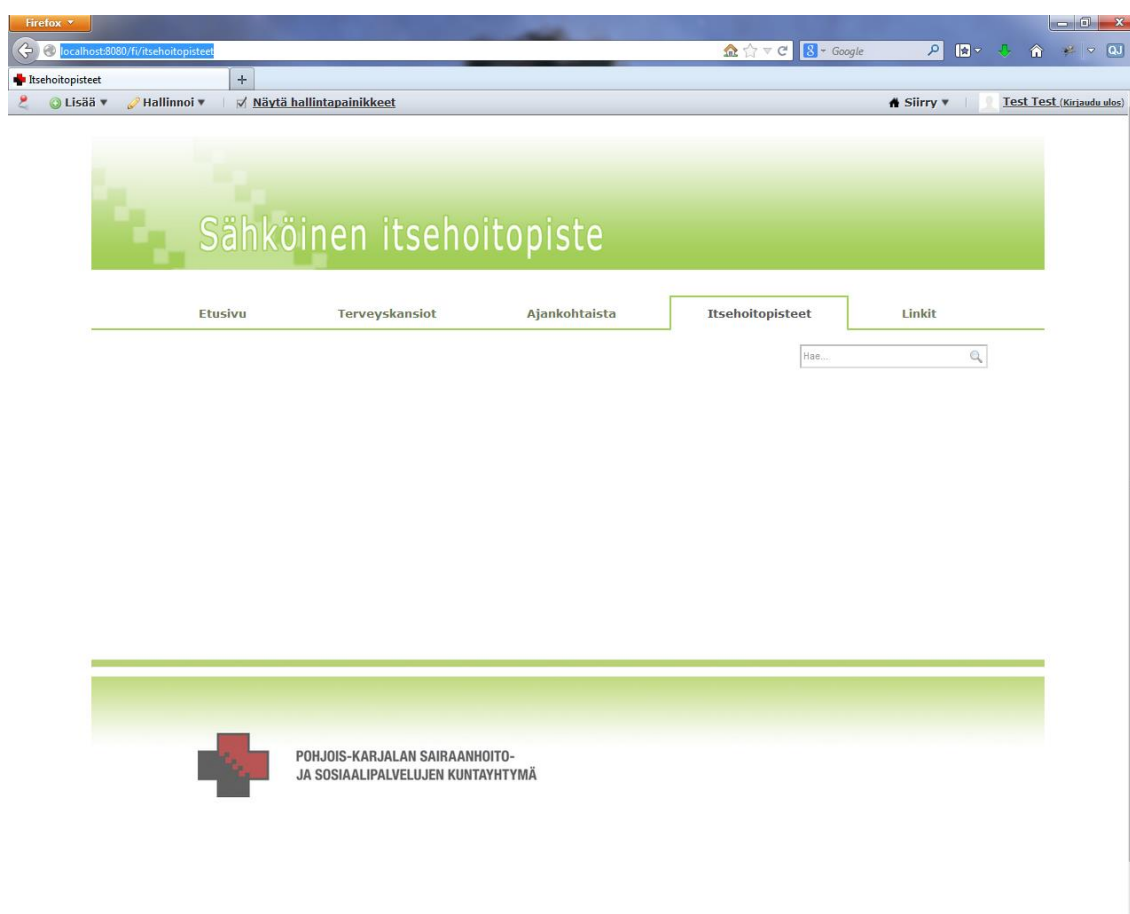 Firefox
localhost:8080/fi/itsehoitopisteet
Google
QJ
Itsehoitopisteet
Lisää Hallinnoi Näytä hallintapainikkeet Siirry Test Test (Kirjaudu ulos)
Sähköinen itsehoitopiste
Etusivu Terveyskansiot Ajankohtaista Itsehoitopisteet Linkit
Hae...
POHJOIS-KARJALAN SAIRAANHOITO-
JA SOSIAALIPALVELUJEN KUNTAYHTYMÄ